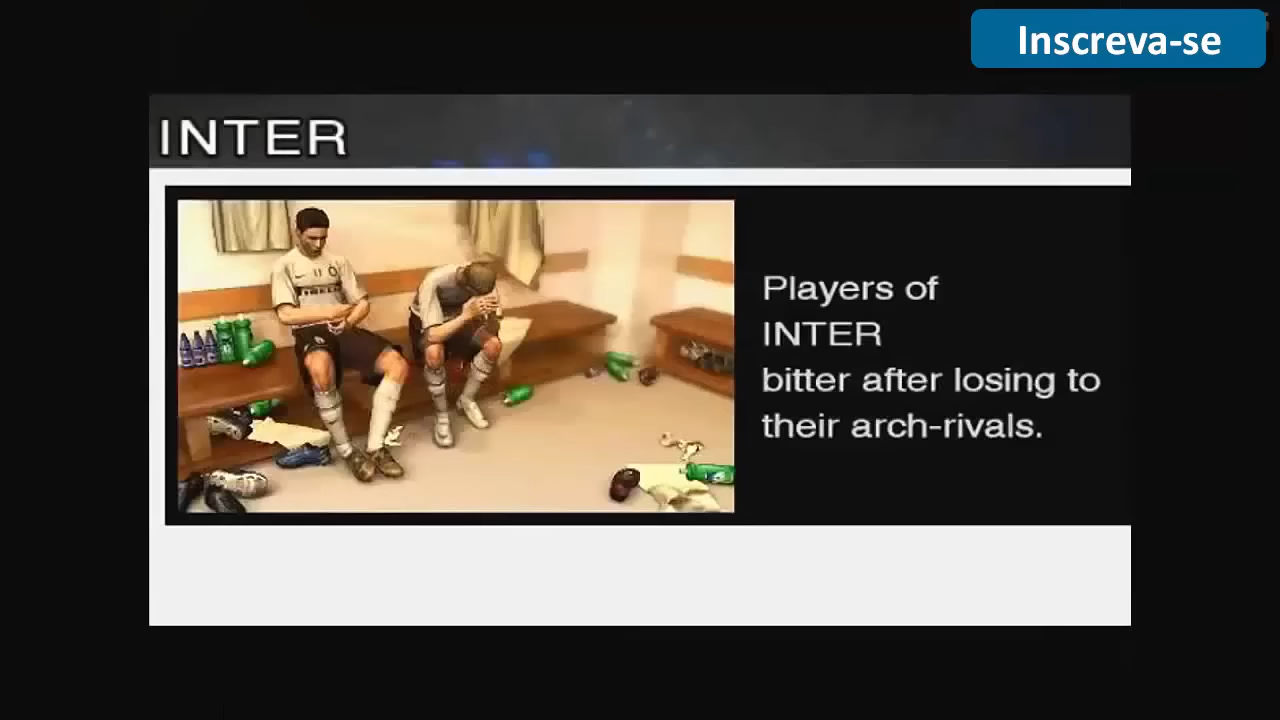 Inscreva-se
INTER
Players of
INTER
bitter after losing to
their arch-rivals.